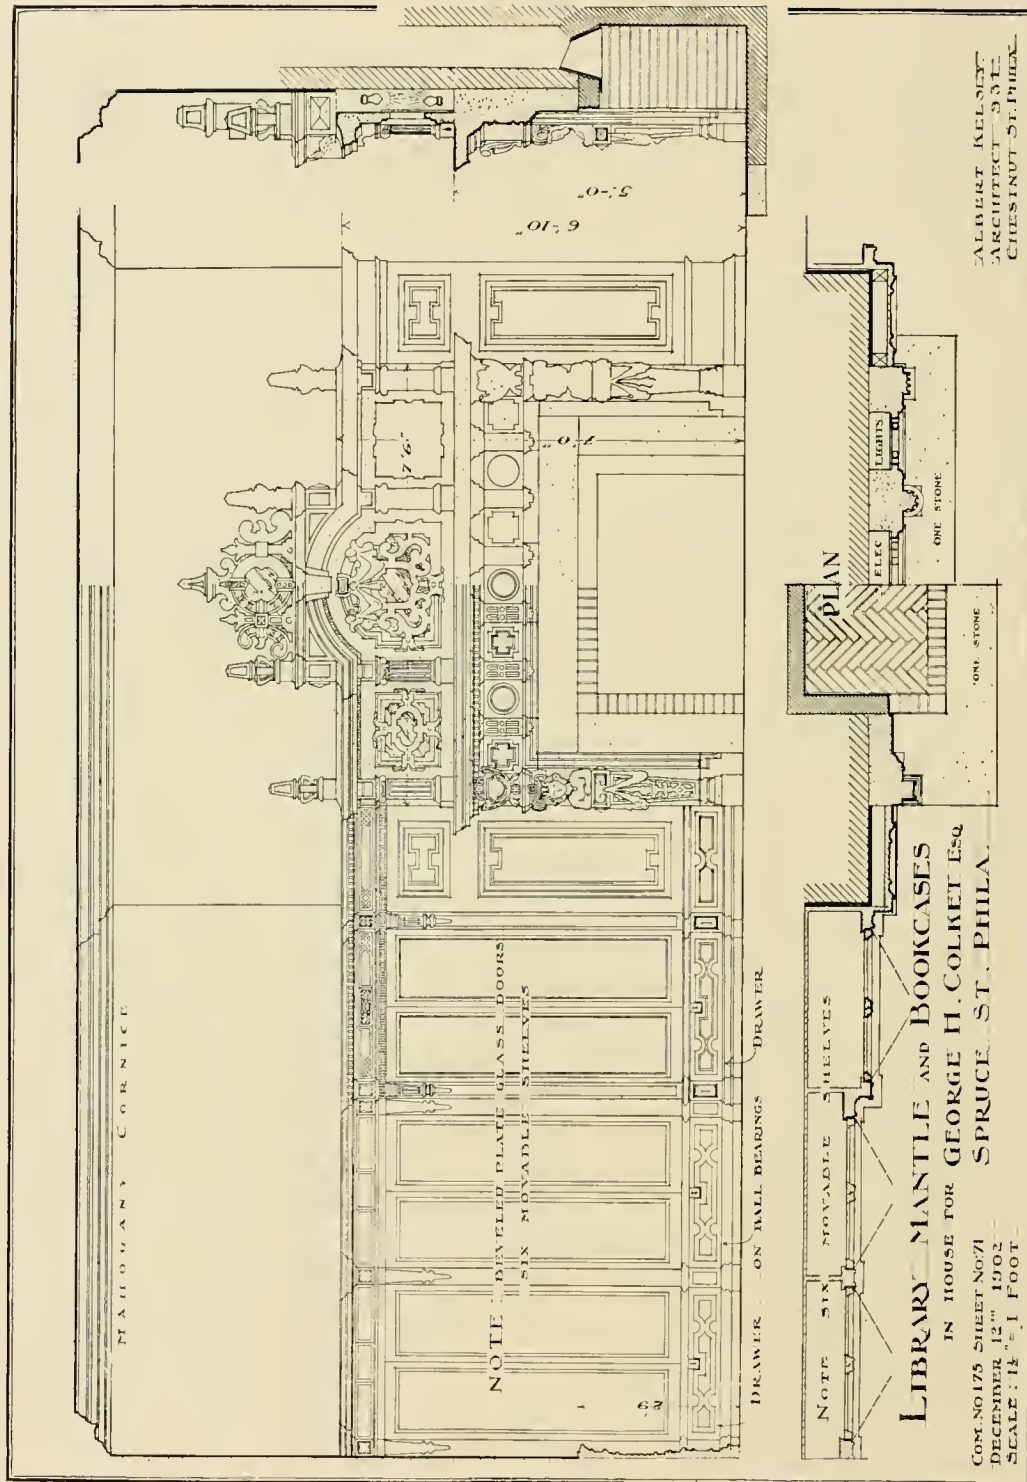 MAHOGANY CORNICE
NOTE - BEVELED PLATE GLASS DOORS
SIX MOVABLE SHELVES
7'6"
7'0"
6'-10"
5'-0"
DRAWER - ON BALL BEARINGS
DRAWER
NOTE SIX MOVABLE SHELVES
PLAN
ELEC
LIGHTS
ONE STONE
ONE STONE
LIBRARY MANTLE AND BOOKCASES
IN HOUSE FOR GEORGE H. COLKET ESQ
SPRUCE ST. PHILA.
COM. NO 175 SHEET NO: 71
DECEMBER 12TH 1902
SCALE: 1½" = 1 FOOT
ALBERT KELSEY
ARCHITECT 931
CHESTNUT ST. PHILA